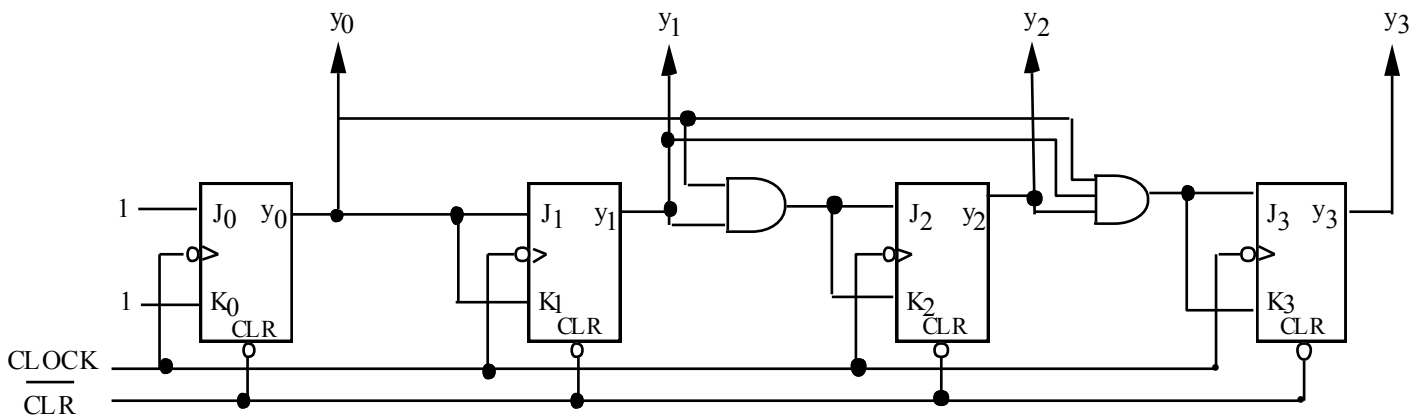 y0 y1 y2 y3
1 J0 y0 J1 y1 J2 y2 J3 y3
1 K0 K1 K2 K3
CLR CLR CLR CLR
CLOCK
CLR